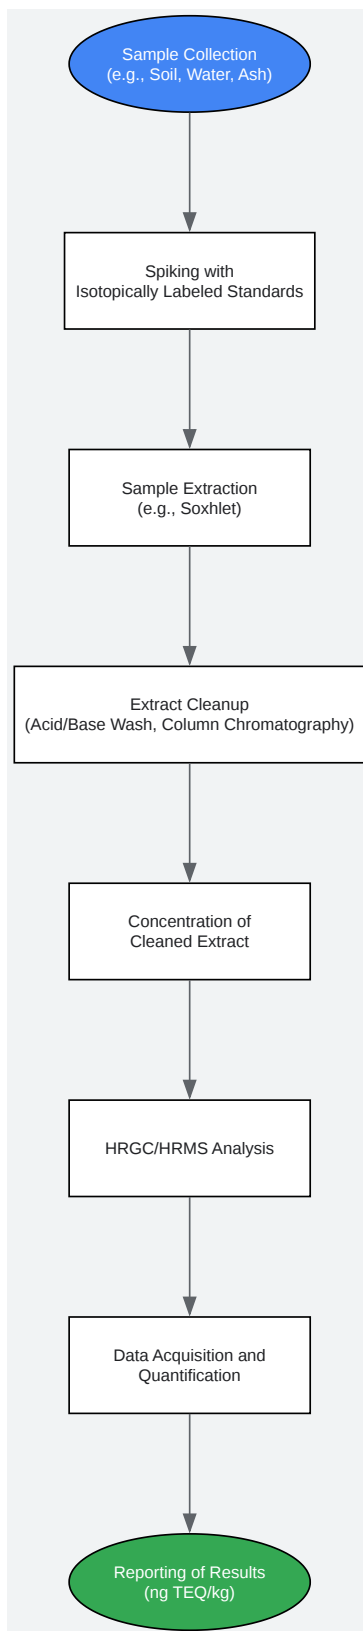 Sample Collection
(e.g., Soil, Water, Ash)
Spiking with
Isotopically Labeled Standards
Sample Extraction
(e.g., Soxhlet)
Extract Cleanup
(Acid/Base Wash, Column Chromatography)
Concentration of
Cleaned Extract
HRGC/HRMS Analysis
Data Acquisition and
Quantification
Reporting of Results
(ng TEQ/kg)